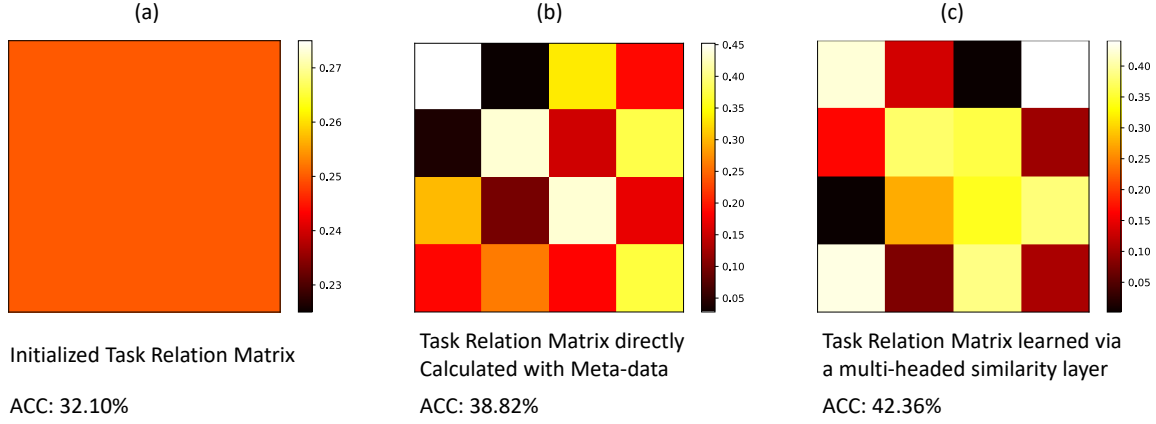 (a)
(b)
(c)
0.27
0.26
0.25
0.24
0.23
0.45
0.40
0.35
0.30
0.25
0.20
0.15
0.10
0.05
0.40
0.35
0.30
0.25
0.20
0.15
0.10
0.05
Initialized Task Relation Matrix
ACC: 32.10%
Task Relation Matrix directly
Calculated with Meta-data
ACC: 38.82%
Task Relation Matrix learned via
a multi-headed similarity layer
ACC: 42.36%